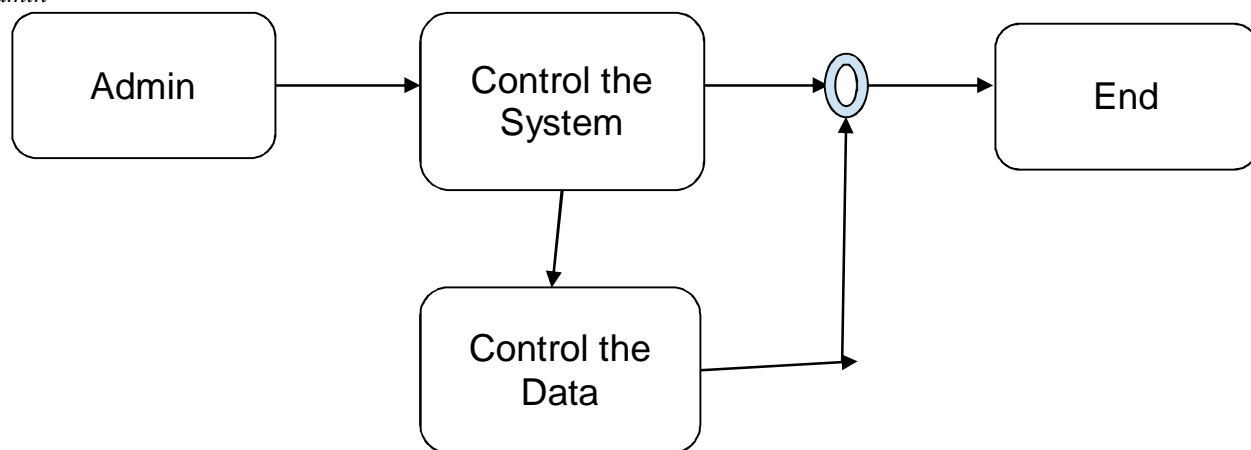 Admin
Control the
System
End
Control the
Data